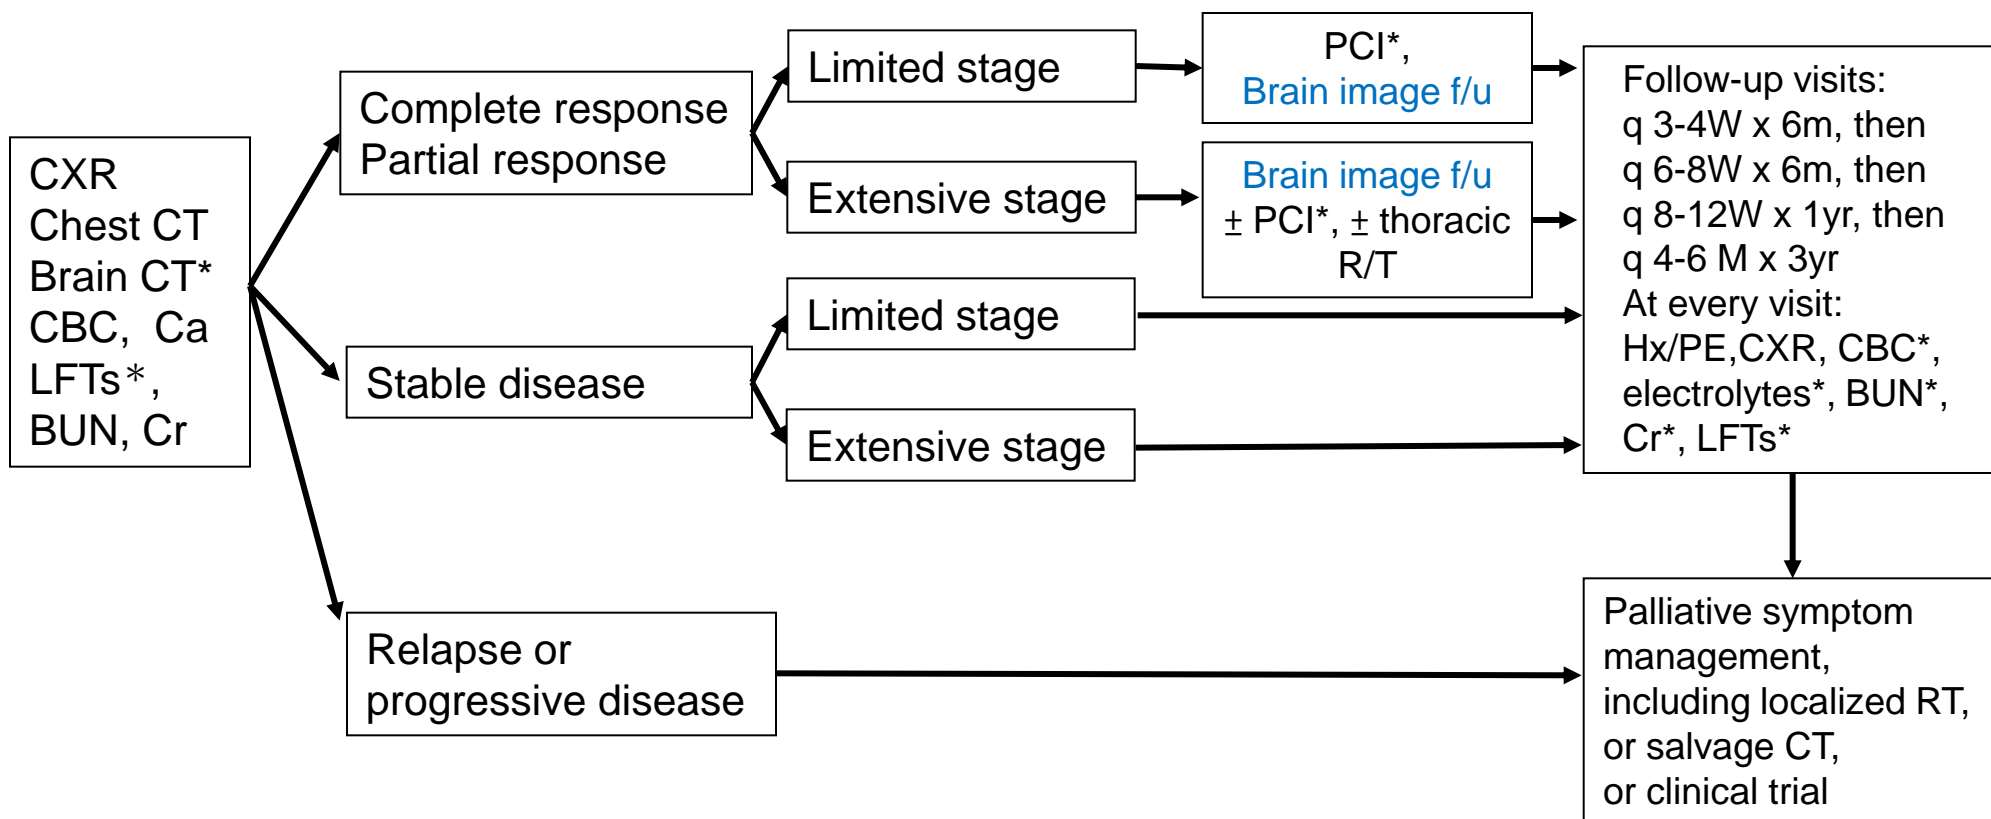 CXR
Chest CT
Brain CT*
CBC, Ca
LFTs*,
BUN, Cr
Complete response
Partial response
Stable disease
Relapse or
progressive disease
Limited stage
Extensive stage
Limited stage
Extensive stage
PCI*,
Brain image f/u
Brain image f/u
± PCI*, ± thoracic
R/T
Follow-up visits:
q 3-4W x 6m, then
q 6-8W x 6m, then
q 8-12W x 1yr, then
q 4-6 M x 3yr
At every visit:
Hx/PE,CXR, CBC*,
electrolytes*, BUN*,
Cr*, LFTs*
Palliative symptom
management,
including localized RT,
or salvage CT,
or clinical trial